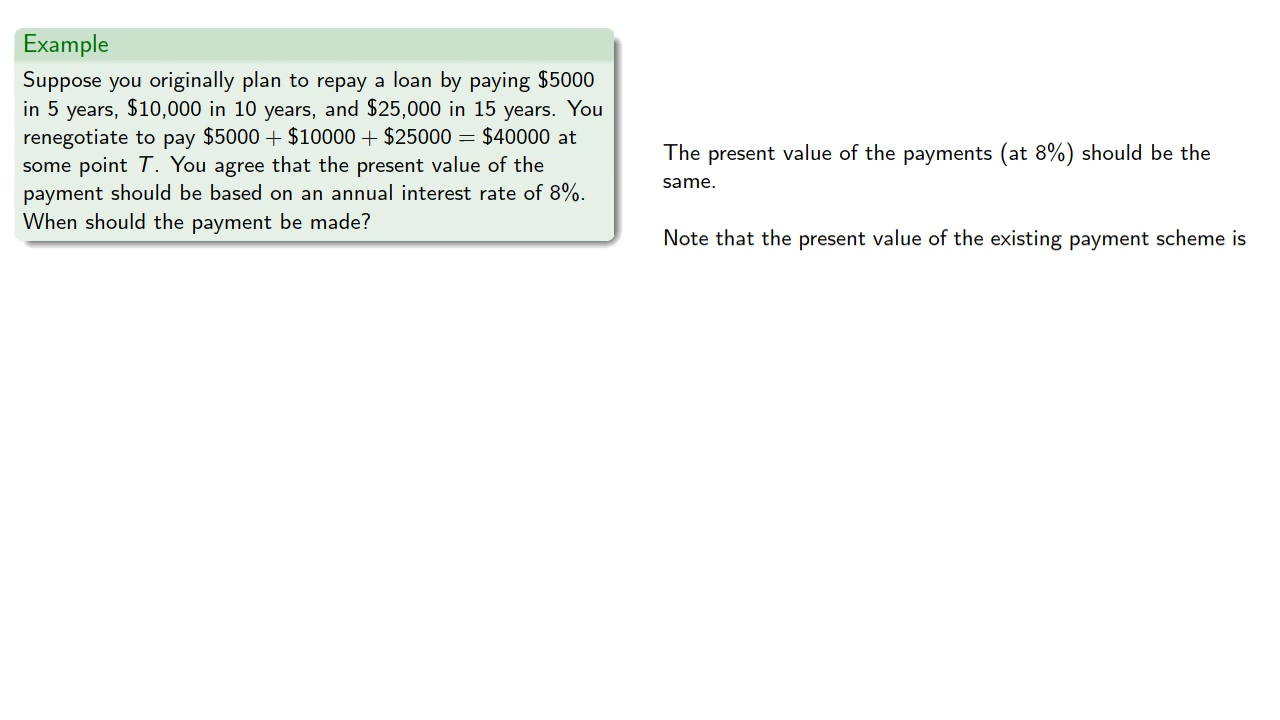 Example
Suppose you originally plan to repay a loan by paying $5000
in 5 years, $10,000 in 10 years, and $25,000 in 15 years. You
renegotiate to pay $5000 + $10000 + $25000 = $40000 at
some point T. You agree that the present value of the
payment should be based on an annual interest rate of 8%.
When should the payment be made?
The present value of the payments (at 8%) should be the
same.
Note that the present value of the existing payment scheme is